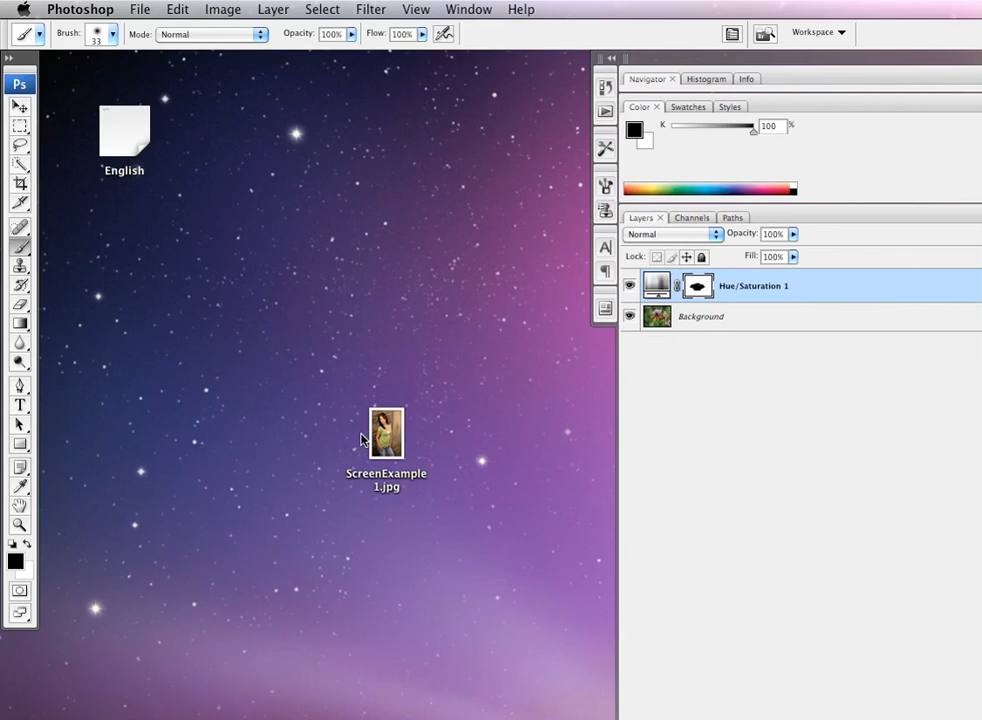 Photoshop File Edit Image Layer Select Filter View Window Help
Brush: 33 Mode: Normal Opacity: 100% Flow: 100% Workspace
Ps
English
ScreenExample
1.jpg
T
A
Navigator Histogram Info
Color Swatches Styles
K 100 %
Layers Channels Paths
Normal Opacity: 100%
Lock: Fill: 100%
Hue/Saturation 1
Background